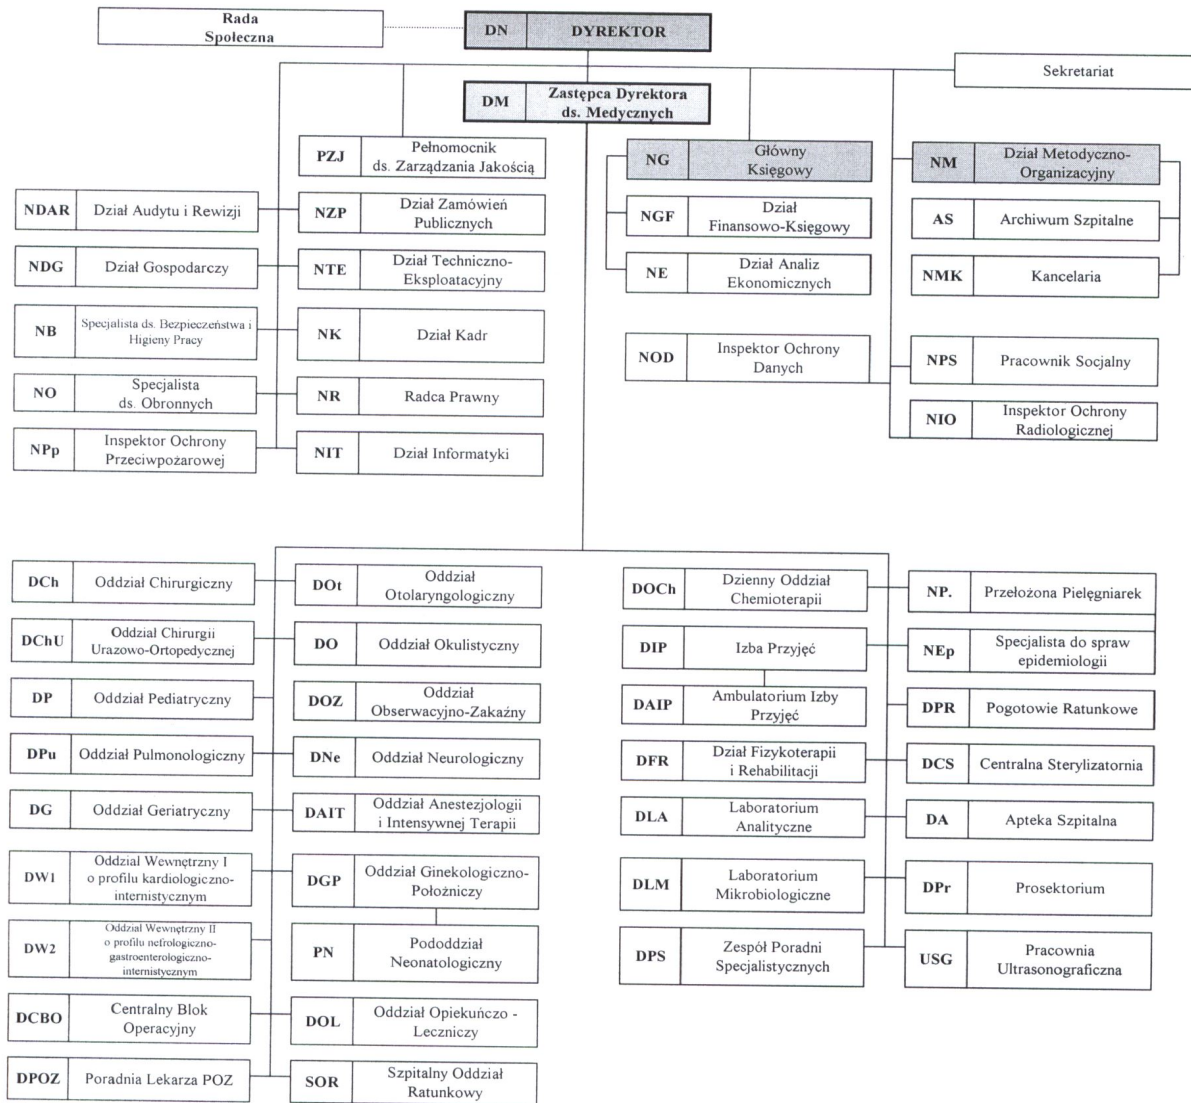 Rada
Społeczna
DN DYREKTOR
Sekretariat
DM Zastępca Dyrektora
ds. Medycznych
PZJ Pełnomocnik
ds. Zarządzania Jakością
NG Główny
Księgowy
NM Dział Metodyczno-
Organizacyjny
NDAR Dział Audytu i Rewizji
NZP Dział Zamówień
Publicznych
NGF Dział
Finansowo-Księgowy
AS Archiwum Szpitalne
NDG Dział Gospodarczy
NTE Dział Techniczno-
Eksploatacyjny
NE Dział Analiz
Ekonomicznych
NMK Kancelaria
NB Specjalista ds. Bezpieczeństwa i
Higieny Pracy
NK Dział Kadr
NOD Inspektor Ochrony
Danych
NPS Pracownik Socjalny
NO Specjalista
ds. Obronnych
NR Radca Prawny
NIO Inspektor Ochrony
Radiologicznej
NPp Inspektor Ochrony
Przeciwpożarowej
NIT Dział Informatyki
DCh Oddział Chirurgiczny
DOt Oddział
Otolaryngologiczny
DOCh Dzienny Oddział
Chemioterapii
NP. Przełożona Pielęgniarek
DChU Oddział Chirurgii
Urazowo-Ortopedycznej
DO Oddział Okulistyczny
DIP Izba Przyjęć
NEp Specjalista do spraw
epidemiologii
DP Oddział Pediatryczny
DOZ Oddział
Obserwacyjno-Zakaźny
DAIP Ambulatorium Izby
Przyjęć
DPR Pogotowie Ratunkowe
DPu Oddział Pulmonologiczny
DNe Oddział Neurologiczny
DFR Dział Fizykoterapii
i Rehabilitacji
DCS Centralna Sterylizatornia
DG Oddział Geriatryczny
DAIT Oddział Anestezjologii
i Intensywnej Terapii
DLA Laboratorium
Analityczne
DA Apteka Szpitalna
DW1 Oddział Wewnętrzny I
o profilu kardiologiczno-
internistycznym
DGP Oddział Ginekologiczno-
Położniczy
DLM Laboratorium
Mikrobiologiczne
DPr Prosektorium
DW2 Oddział Wewnętrzny II
o profilu nefrologiczno-
gastroenterologiczno-
internistycznym
PN Pododdział
Neonatologiczny
DPS Zespół Poradni
Specjalistycznych
USG Pracownia
Ultrasonograficzna
DCBO Centralny Blok
Operacyjny
DOL Oddział Opiekuńczo -
Leczniczy
DPOZ Poradnia Lekarza POZ
SOR Szpitalny Oddział
Ratunkowy